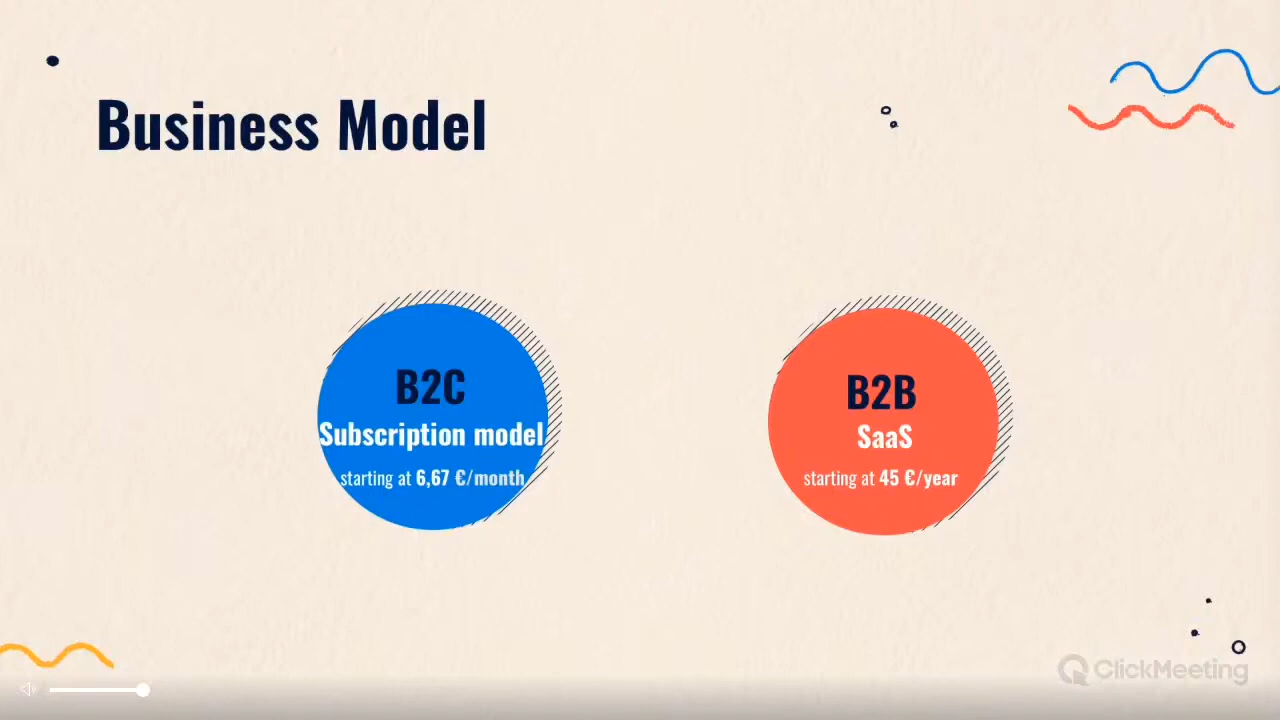 Business Model
B2C
Subscription model
starting at 6,67 €/month
B2B
SaaS
starting at 45 €/year
ClickMeeting